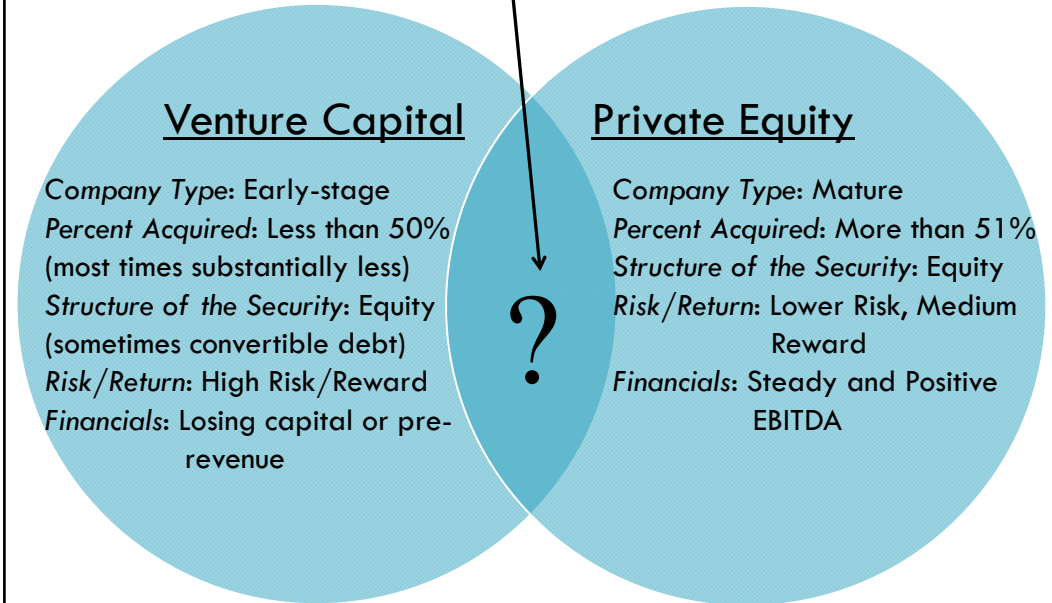 Venture Capital
Company Type: Early-stage
Percent Acquired: Less than 50%
(most times substantially less)
Structure of the Security: Equity
(sometimes convertible debt)
Risk/Return: High Risk/Reward
Financials: Losing capital or pre-
revenue
?
Private Equity
Company Type: Mature
Percent Acquired: More than 51%
Structure of the Security: Equity
Risk/Return: Lower Risk, Medium
Reward
Financials: Steady and Positive
EBITDA